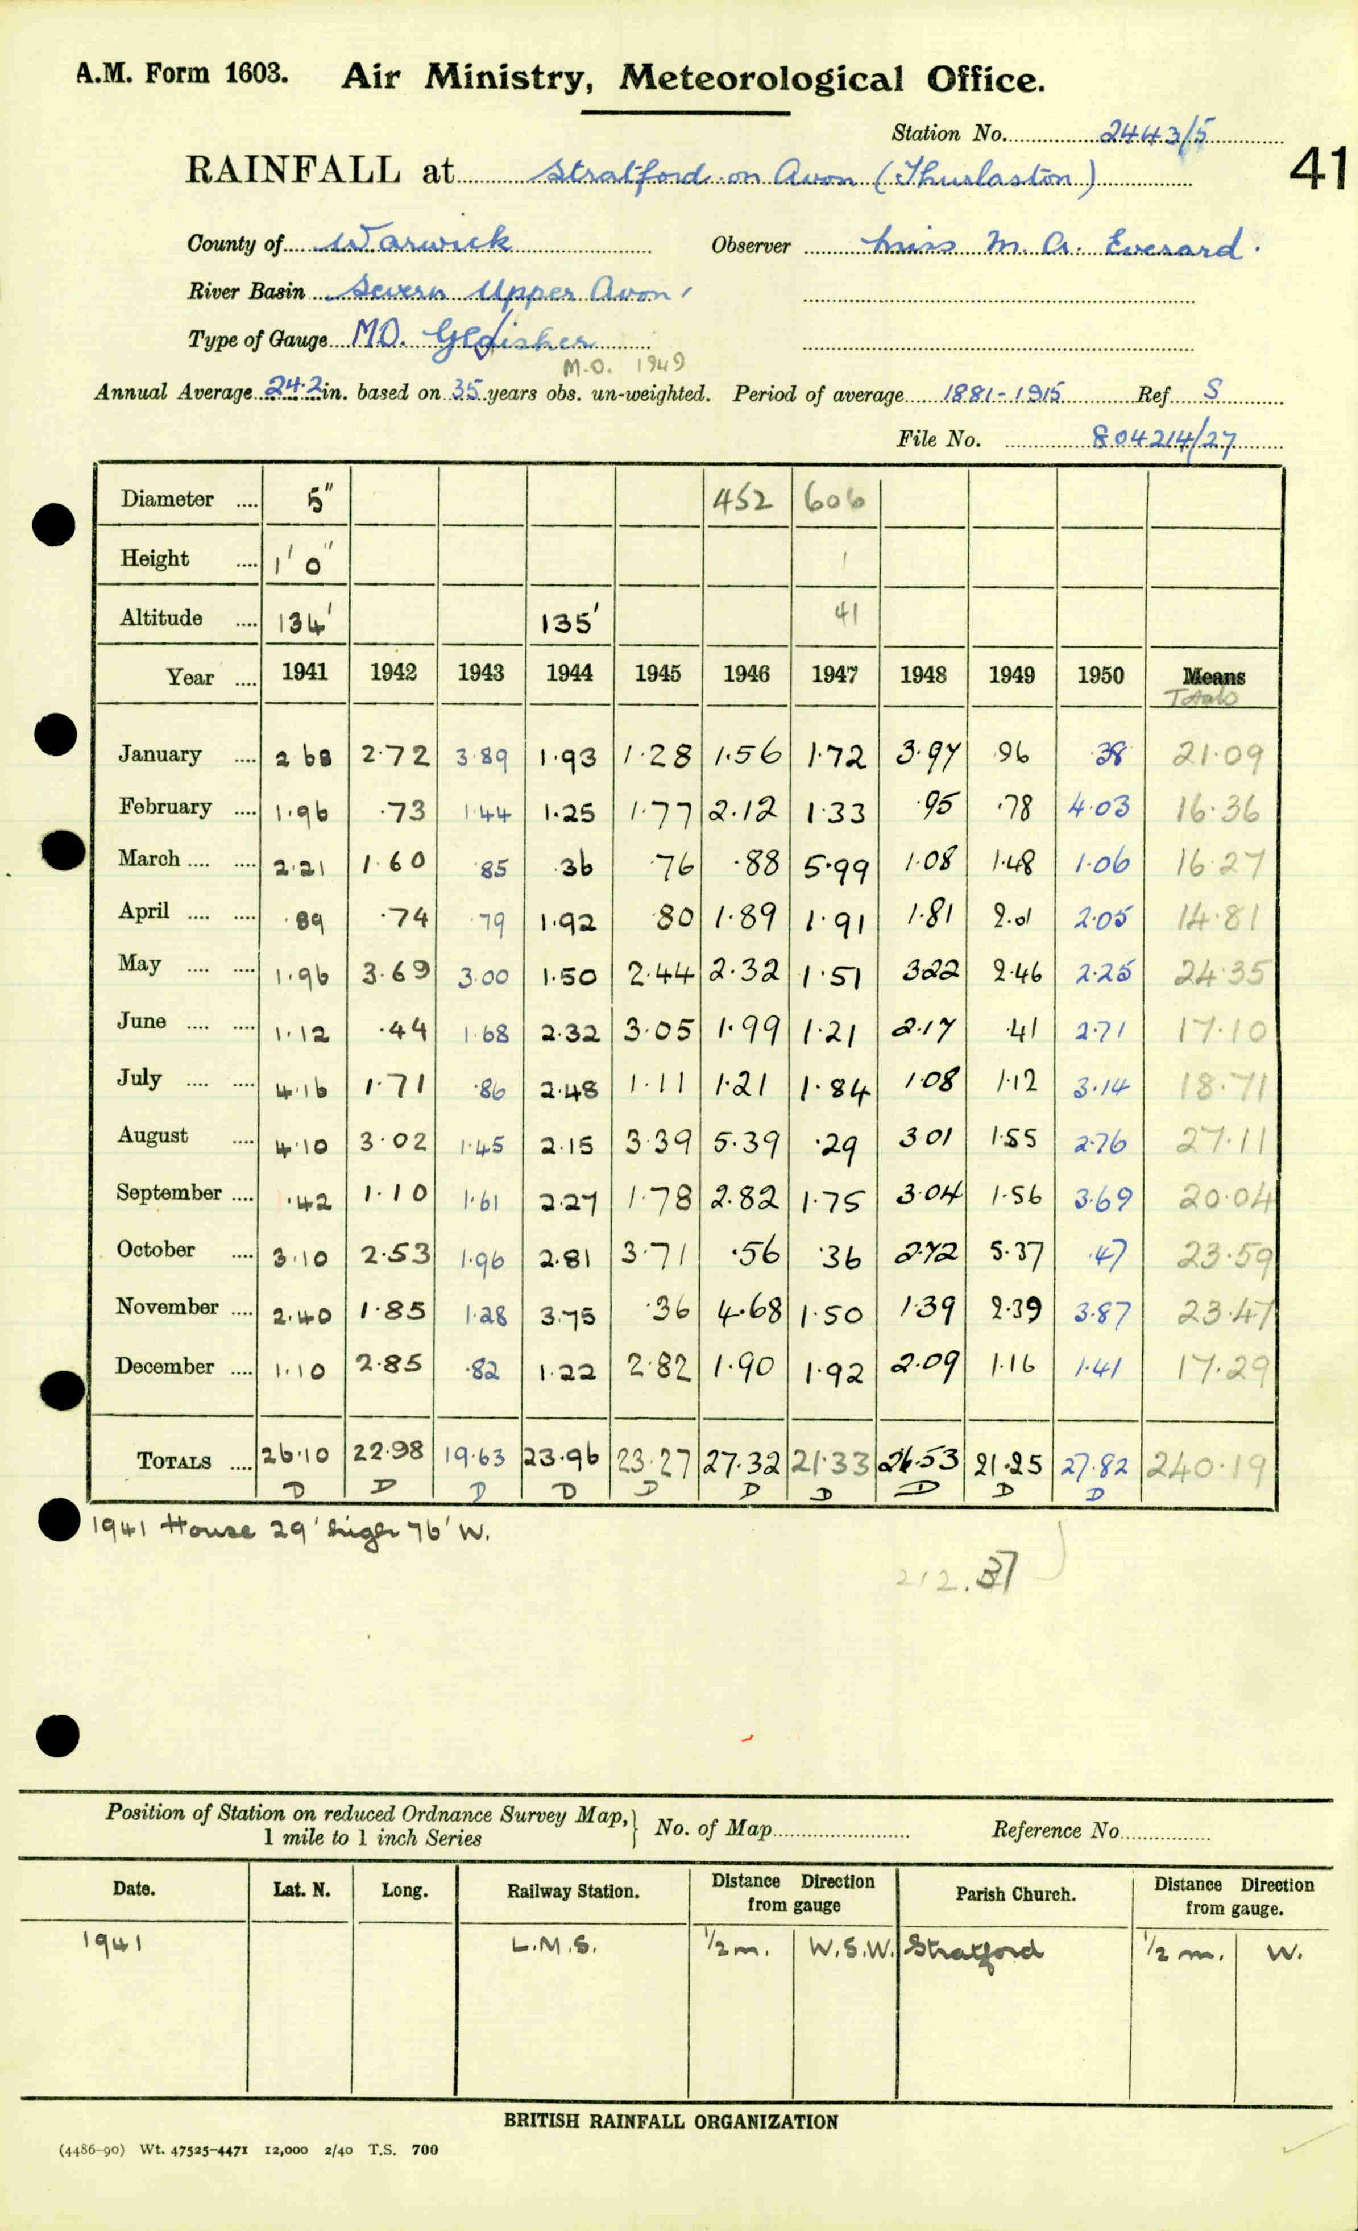 A.M. Form 1603. Air Ministry, Meteorological Office.
Station No. 2443/5
41
RAINFALL at Stratford on Avon (Thurlaston)
County of Warwick Observer Miss M. A. Everard.
River Basin Severn Upper Avon
Type of Gauge M.O.
M.O. 1949
Annual Average 24.2 in. based on 35 years obs. un-weighted. Period of average 1881-1915 Ref S
File No. 804214/27
Diameter .... 5" 452 606
Height .... 1' 0" 1
Altitude .... 134' 135' 41
Year .... 1941 1942 1943 1944 1945 1946 1947 1948 1949 1950 Means
Totals
January .... 2.68 2.72 3.89 1.93 1.28 1.56 1.72 3.97 .96 .38 21.09
February .... 1.96 .73 1.44 1.25 1.77 2.12 1.33 .95 .78 4.03 16.36
March .... .... 2.21 1.60 .85 .36 .76 .88 5.99 1.08 1.48 1.06 16.27
April .... .... .89 .74 .79 1.92 .80 1.89 1.91 1.81 2.01 2.05 14.81
May .... .... 1.96 3.69 3.00 1.50 2.44 2.32 1.51 3.22 2.46 2.25 24.35
June .... .... 1.12 .44 1.68 2.32 3.05 1.99 1.21 2.17 .41 2.71 17.10
July .... .... 4.16 1.71 .86 2.48 1.11 1.21 1.84 1.08 1.12 3.14 18.71
August .... 4.10 3.02 1.45 2.15 3.39 5.39 .29 3.01 1.55 2.76 27.11
September .... .42 1.10 1.61 2.27 1.78 2.82 1.75 3.04 1.56 3.69 20.04
October .... 3.10 2.53 1.96 2.81 3.71 .56 .36 2.72 5.37 .47 23.59
November .... 2.40 1.85 1.28 3.75 .36 4.68 1.50 1.39 2.39 3.87 23.47
December .... 1.10 2.85 .82 1.22 2.82 1.90 1.92 2.09 1.16 1.41 17.29
TOTALS .... 26.10 22.98 19.63 23.96 23.27 27.32 21.33 26.53 21.25 27.82 240.19
D D D D D D D D D D
1941 House 29' high 76' W.
212.37
Position of Station on reduced Ordnance Survey Map,
1 mile to 1 inch Series
} No. of Map Reference No
Date. Lat. N. Long. Railway Station. Distance from gauge Direction Parish Church. Distance from gauge. Direction
1941 L.M.S. ½ m. W.S.W. Stratford ½ m. W.
BRITISH RAINFALL ORGANIZATION
(4486-90) Wt. 47525-4471 12,000 2/40 T.S. 700